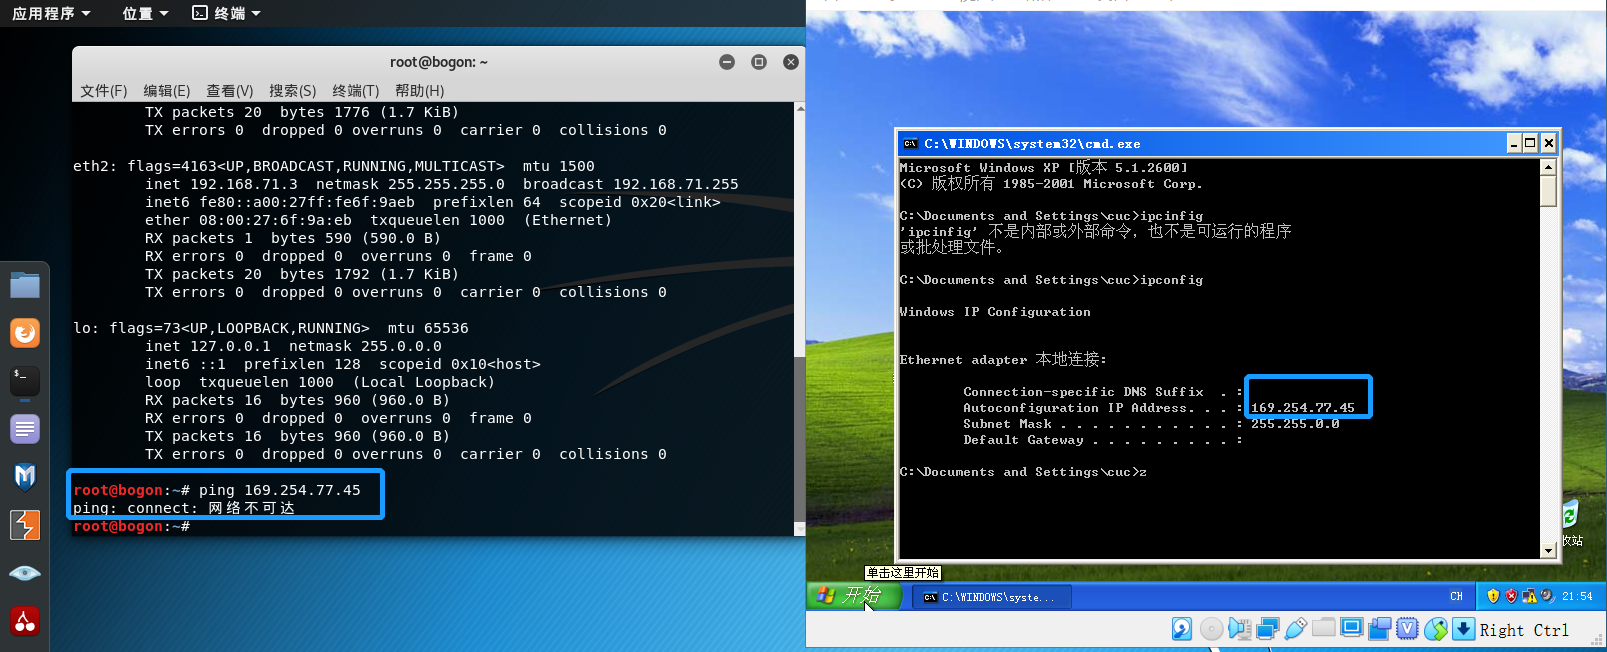 应用程序 位置 终端
root@bogon: ~
文件(F) 编辑(E) 查看(V) 搜索(S) 终端(T) 帮助(H)
TX packets 20  bytes 1776 (1.7 KiB)
TX errors 0  dropped 0 overruns 0  carrier 0  collisions 0
eth2: flags=4163<UP,BROADCAST,RUNNING,MULTICAST>  mtu 1500
inet 192.168.71.3  netmask 255.255.255.0  broadcast 192.168.71.255
inet6 fe80::a00:27ff:fe6f:9aeb  prefixlen 64  scopeid 0x20<link>
ether 08:00:27:6f:9a:eb  txqueuelen 1000  (Ethernet)
RX packets 1  bytes 590 (590.0 B)
RX errors 0  dropped 0  overruns 0  frame 0
TX packets 20  bytes 1792 (1.7 KiB)
TX errors 0  dropped 0 overruns 0  carrier 0  collisions 0
lo: flags=73<UP,LOOPBACK,RUNNING>  mtu 65536
inet 127.0.0.1  netmask 255.0.0.0
inet6 ::1  prefixlen 128  scopeid 0x10<host>
loop  txqueuelen 1000  (Local Loopback)
RX packets 16  bytes 960 (960.0 B)
RX errors 0  dropped 0  overruns 0  frame 0
TX packets 16  bytes 960 (960.0 B)
TX errors 0  dropped 0 overruns 0  carrier 0  collisions 0
root@bogon:~# ping 169.254.77.45
ping: connect: 网络不可达
root@bogon:~#
C:\WINDOWS\system32\cmd.exe
Microsoft Windows XP [版本 5.1.2600]
(C) 版权所有 1985-2001 Microsoft Corp.
C:\Documents and Settings\cuc>ipcinfig
'ipcinfig' 不是内部或外部命令，也不是可运行的程序
或批处理文件。
C:\Documents and Settings\cuc>ipconfig
Windows IP Configuration
Ethernet adapter 本地连接:
Connection-specific DNS Suffix  . :
Autoconfiguration IP Address. . . : 169.254.77.45
Subnet Mask . . . . . . . . . . . : 255.255.0.0
Default Gateway . . . . . . . . . :
C:\Documents and Settings\cuc>z
收站
单击这里开始
开始
C:\WINDOWS\syste...
CH
21:54
Right Ctrl